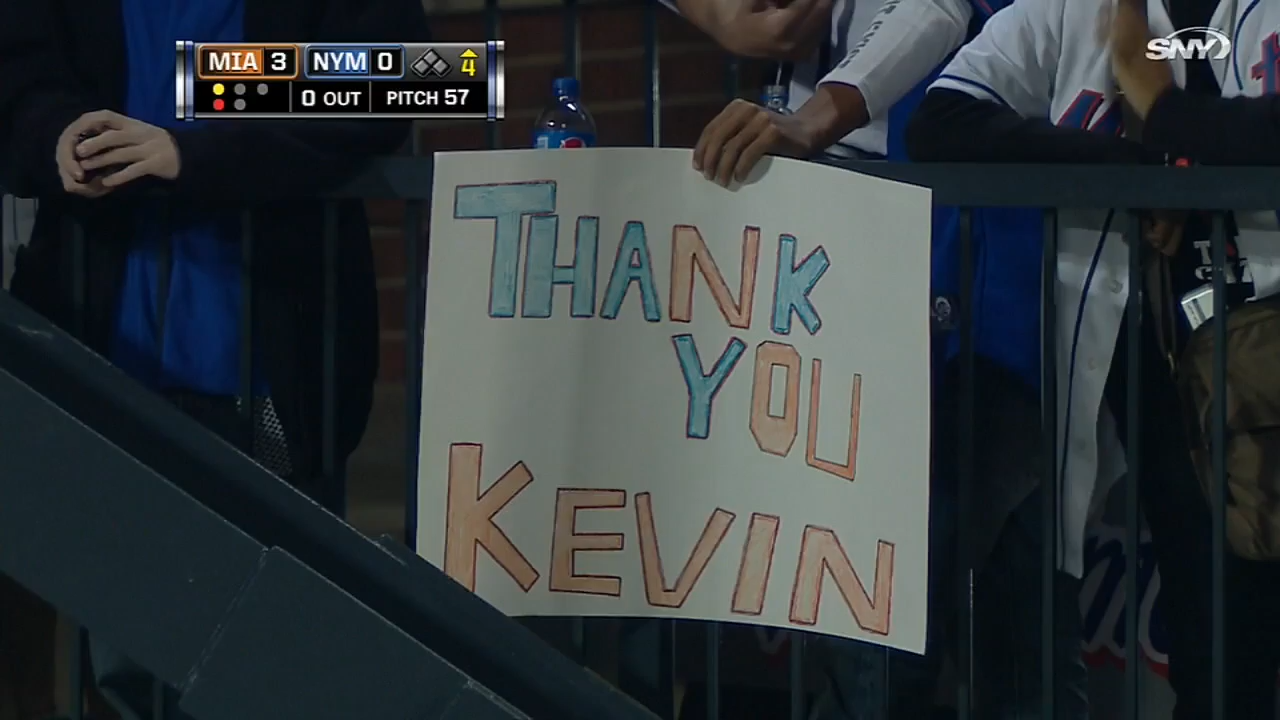 MIA 3 NYM 0 4
0 OUT PITCH 57
SNY
THANK
YOU
KEVIN